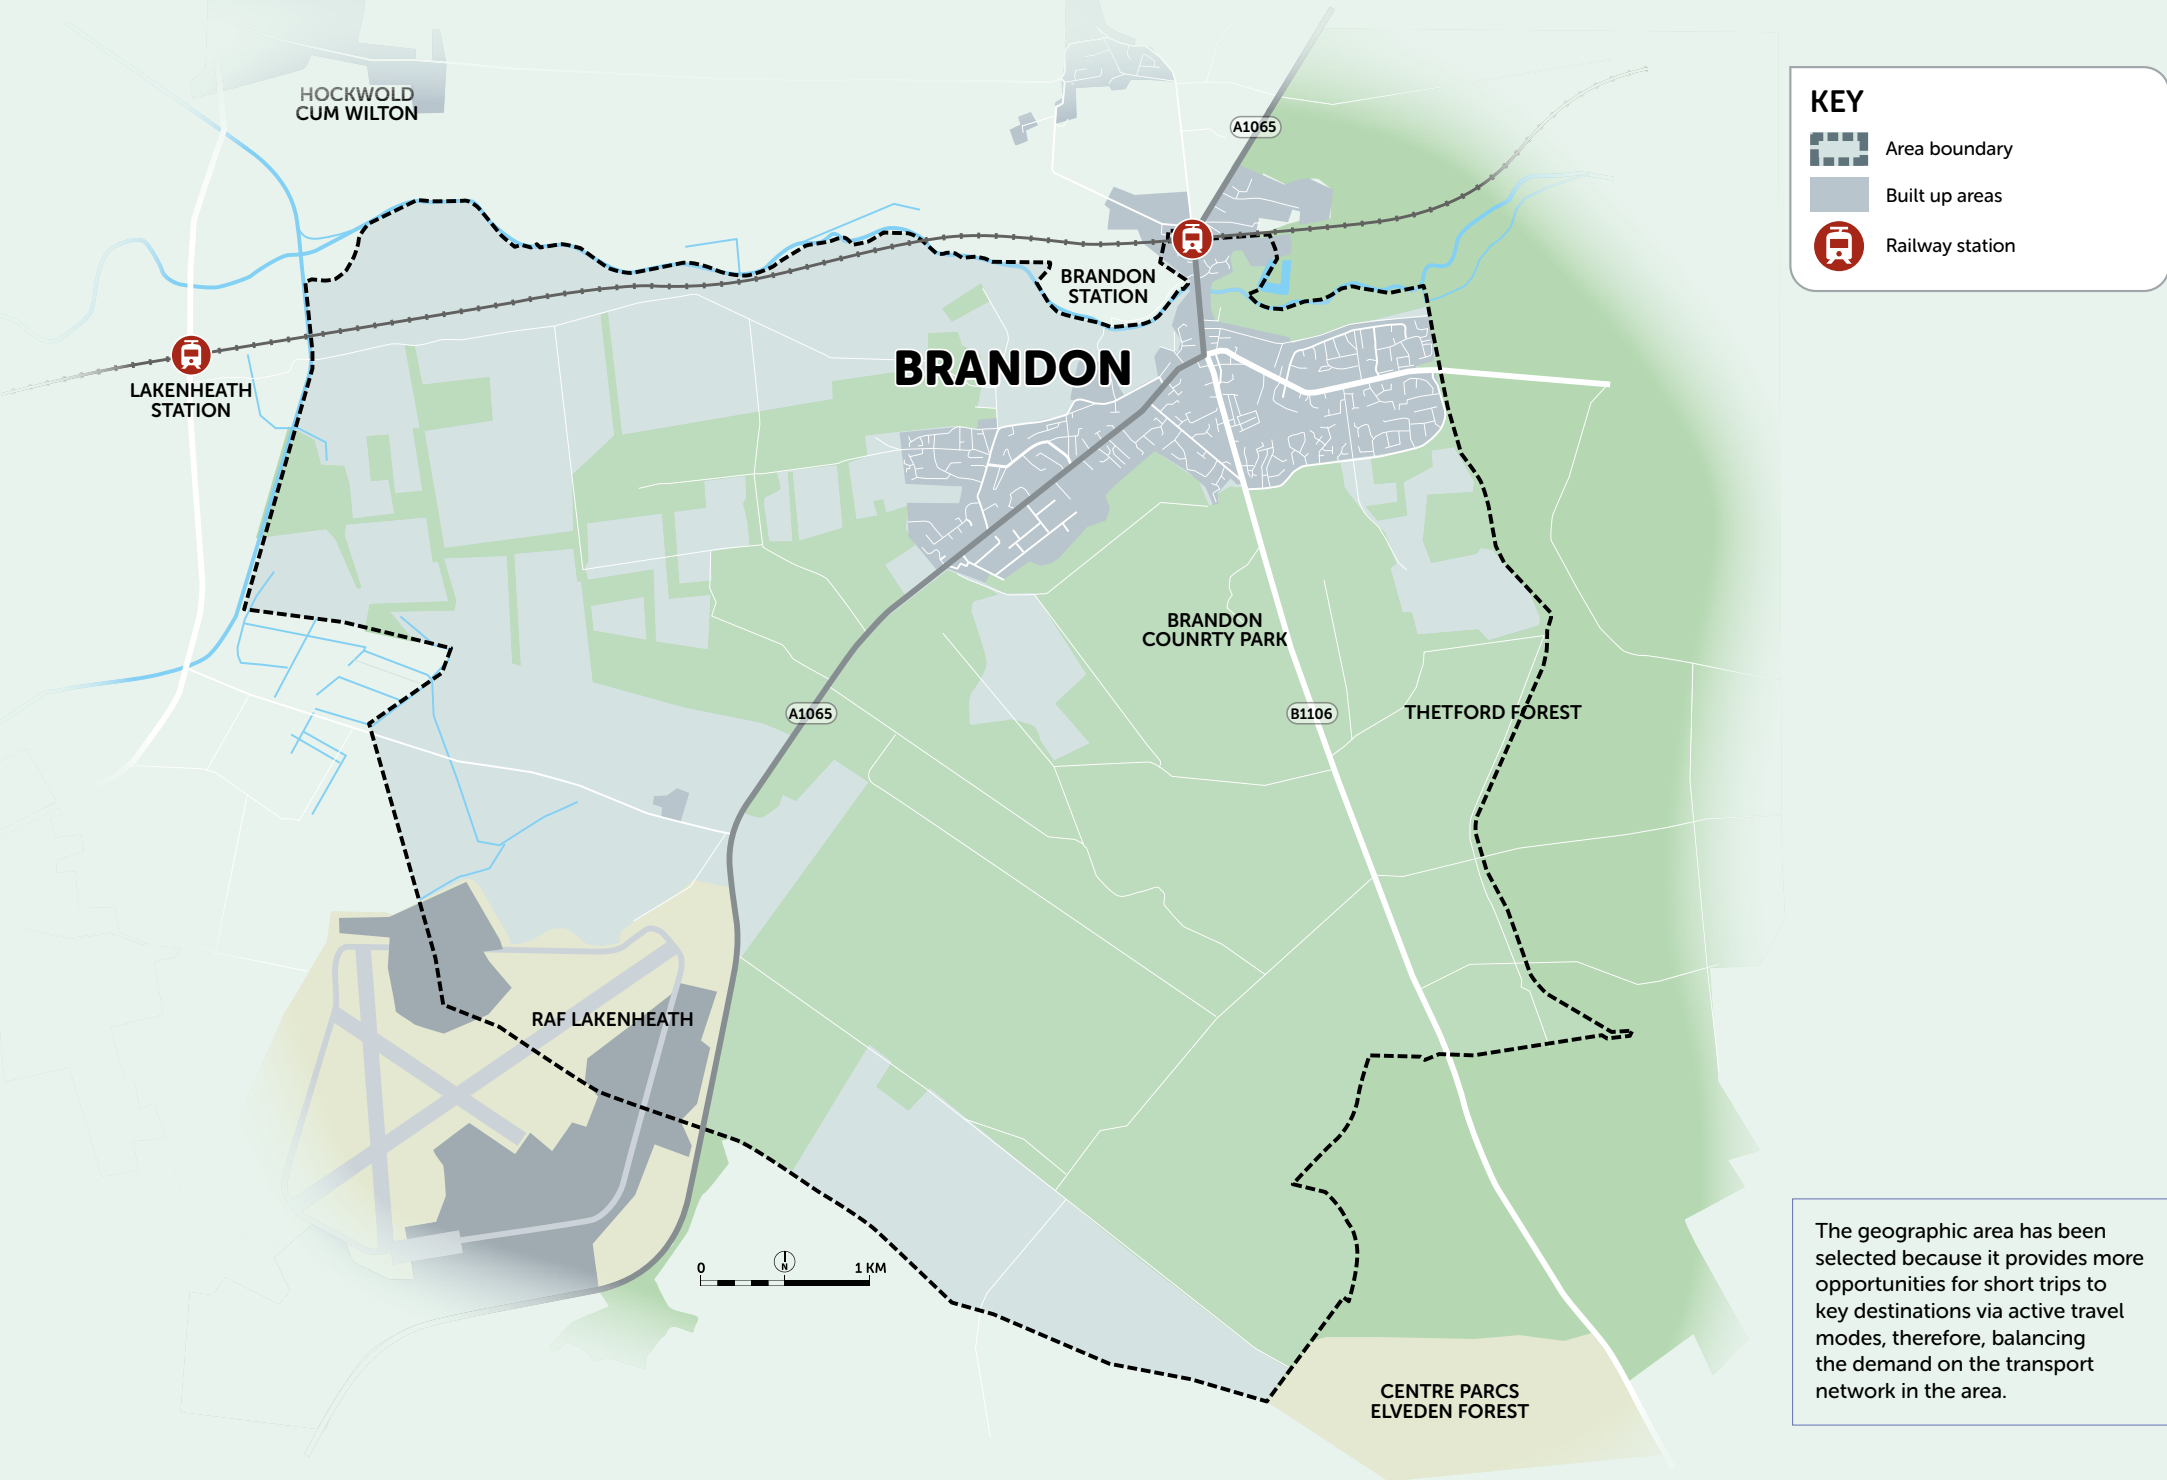 HOCKWOLD
CUM WILTON
A1065
KEY
Area boundary
Built up areas
Railway station
BRANDON
STATION
BRANDON
LAKENHEATH
STATION
BRANDON
COUNRTY PARK
A1065
B1106
THETFORD FOREST
RAF LAKENHEATH
0
N
1 KM
The geographic area has been
selected because it provides more
opportunities for short trips to
key destinations via active travel
modes, therefore, balancing
the demand on the transport
network in the area.
CENTRE PARCS
ELVEDEN FOREST